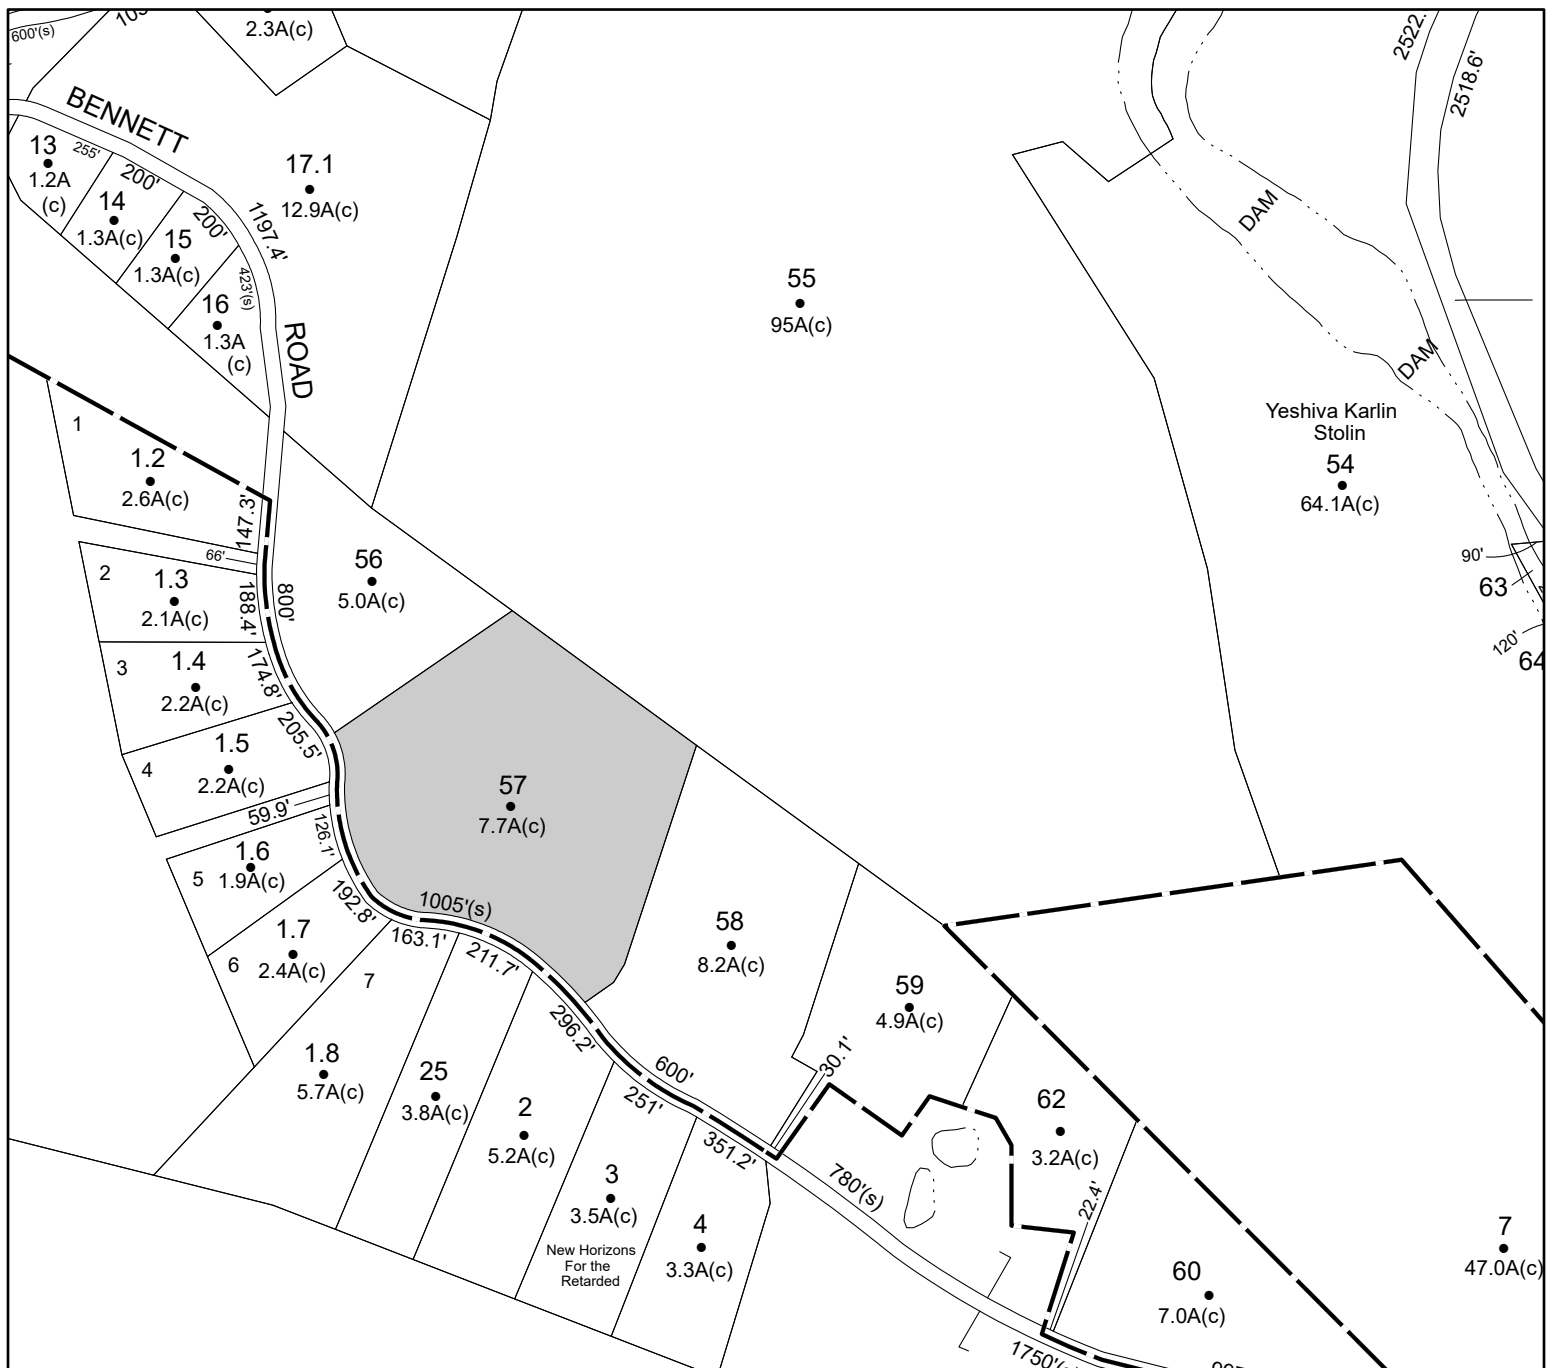 600'(s)
2.3A(c)
BENNETT
ROAD
13
1.2A
(c)
255'
200'
14
1.3A(c)
200'
15
1.3A(c)
16
1.3A
(c)
423'(s)
1197.4'
17.1
12.9A(c)
55
95A(c)
DAM
DAM
2522.
2518.6'
Yeshiva Karlin
Stolin
54
64.1A(c)
90'
63
120'
64
1
1.2
2.6A(c)
147.3'
66'
2
1.3
2.1A(c)
188.4'
800'
56
5.0A(c)
3
1.4
2.2A(c)
174.8'
205.5'
4
1.5
2.2A(c)
59.9'
126.1'
57
7.7A(c)
5
1.6
1.9A(c)
192.8'
1005'(s)
6
1.7
2.4A(c)
163.1'
211.7'
7
58
8.2A(c)
59
4.9A(c)
296.2'
30.1'
600'
251'
351.2'
1.8
5.7A(c)
25
3.8A(c)
2
5.2A(c)
3
3.5A(c)
New Horizons
For the
Retarded
4
3.3A(c)
780'(s)
62
3.2A(c)
22.4'
60
7.0A(c)
7
47.0A(c)